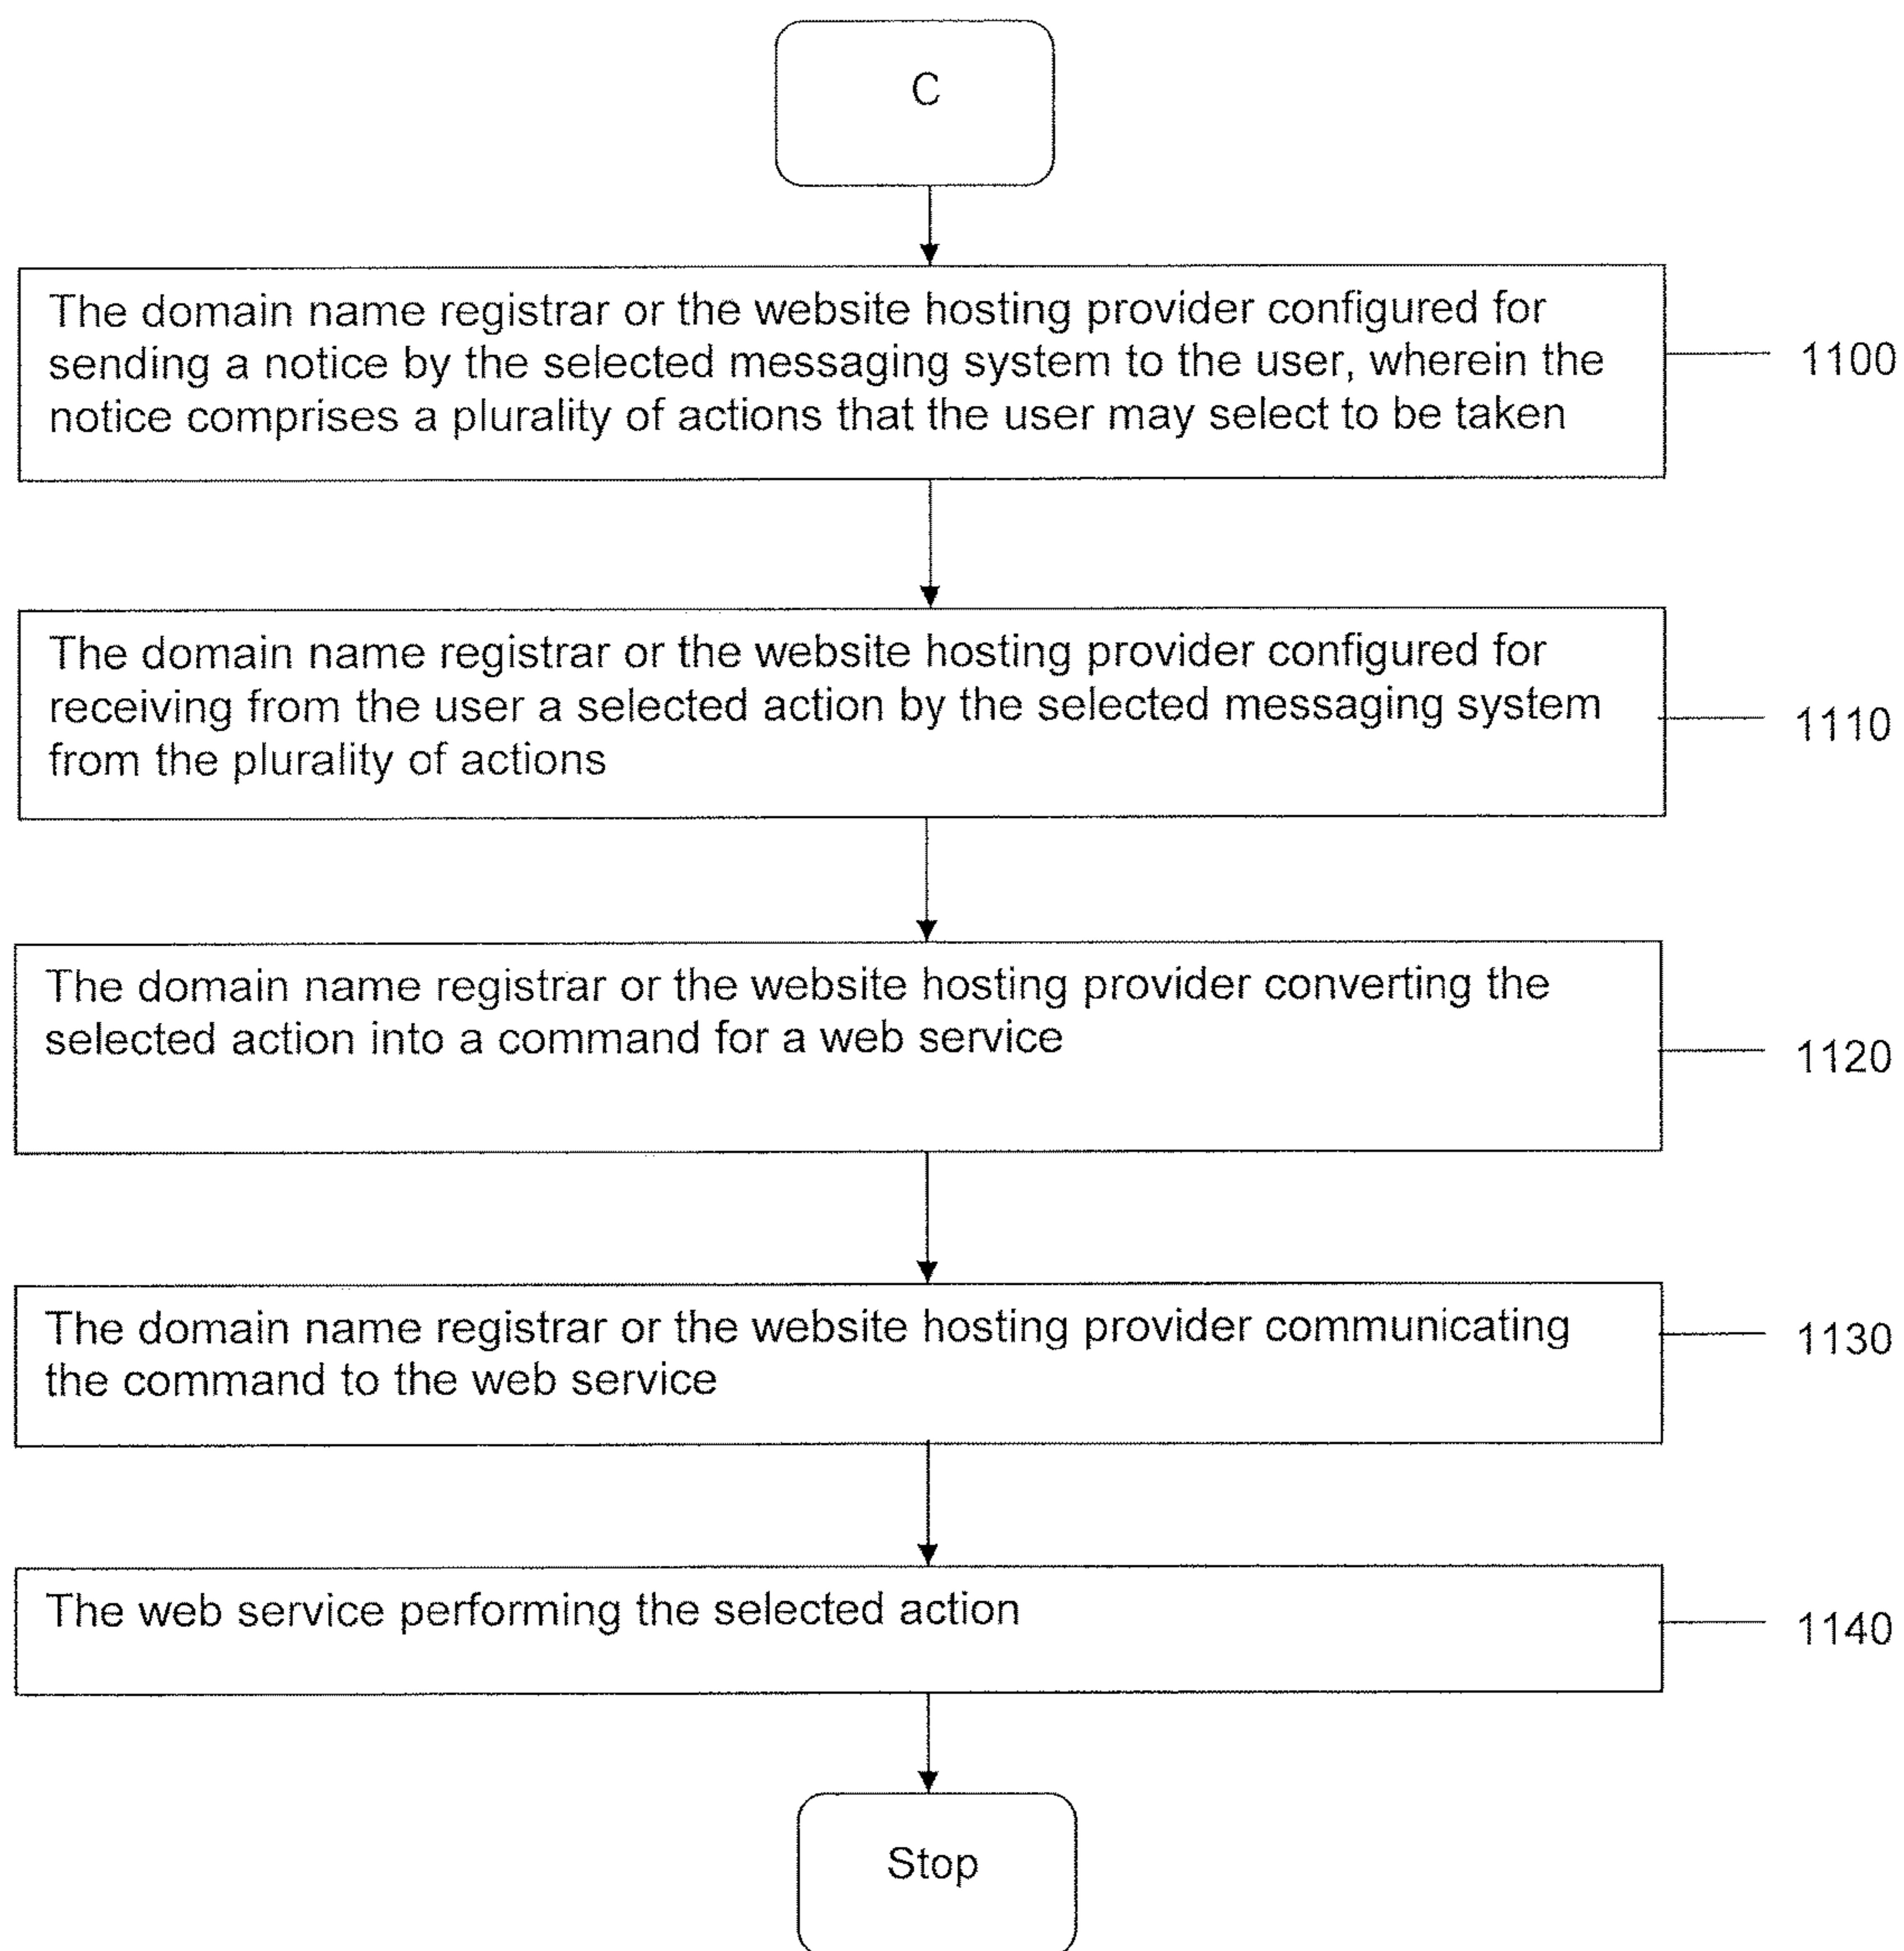 C
The domain name registrar or the website hosting provider configured for
sending a notice by the selected messaging system to the user, wherein the
notice comprises a plurality of actions that the user may select to be taken
1100
The domain name registrar or the website hosting provider configured for
receiving from the user a selected action by the selected messaging system
from the plurality of actions
1110
The domain name registrar or the website hosting provider converting the
selected action into a command for a web service
1120
The domain name registrar or the website hosting provider communicating
the command to the web service
1130
The web service performing the selected action
1140
Stop